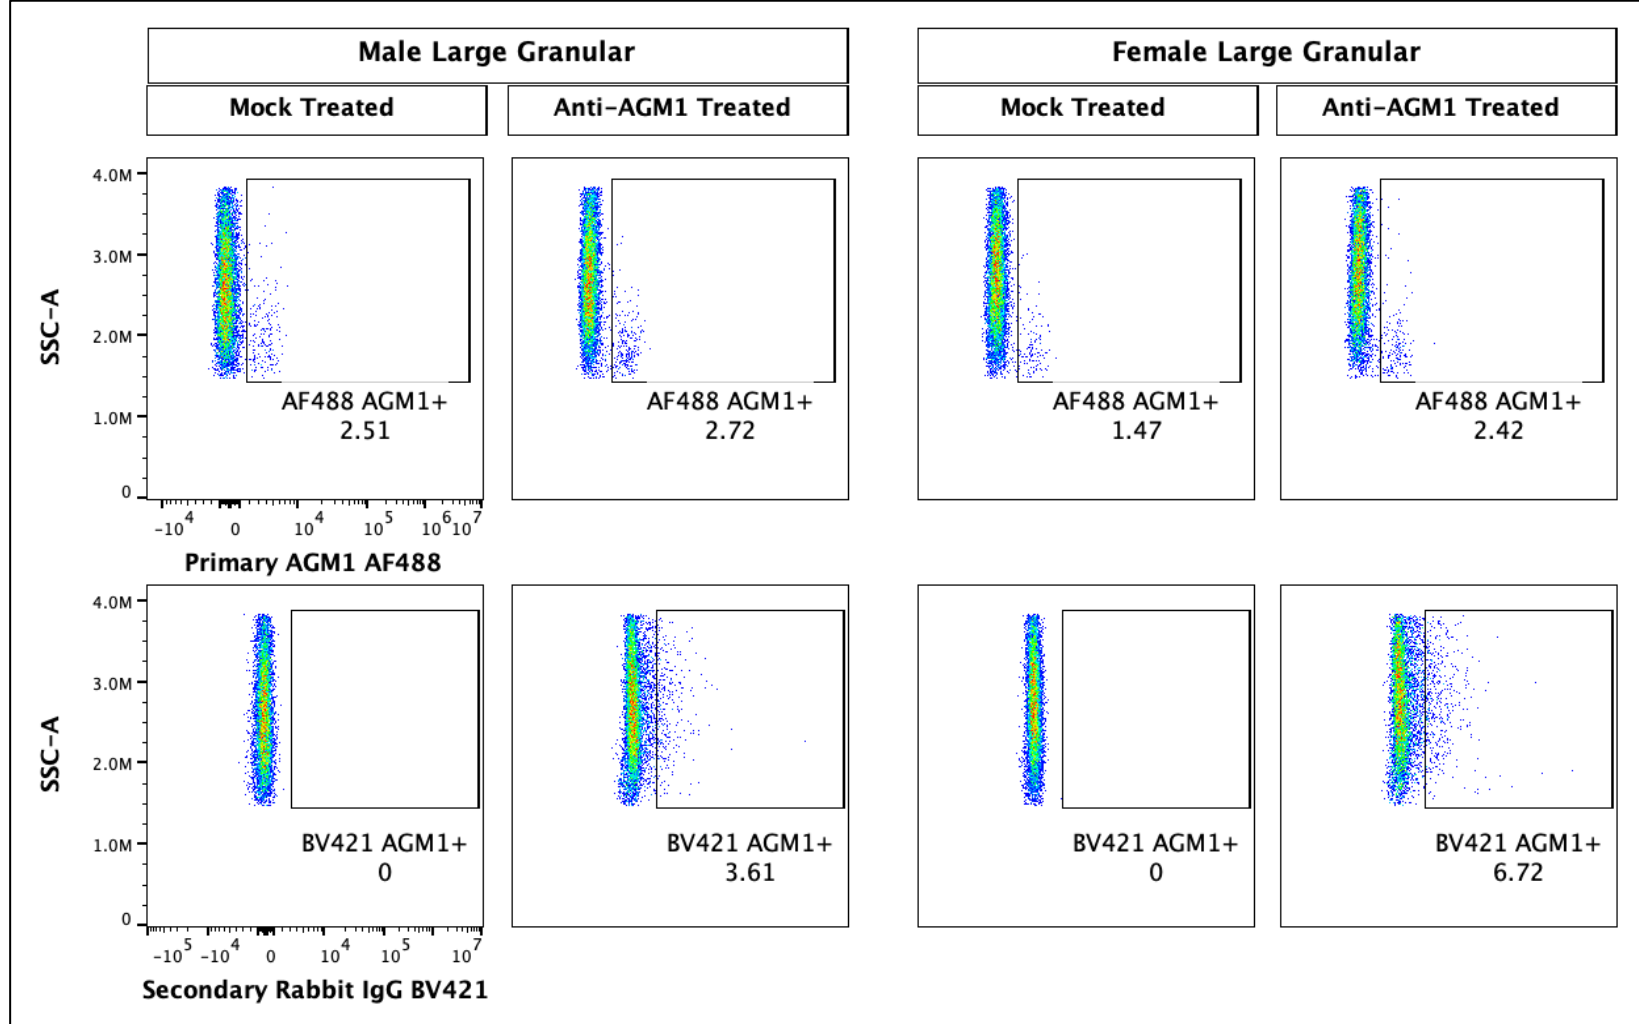 Male Large Granular
Female Large Granular
Mock Treated
Anti-AGM1 Treated
Mock Treated
Anti-AGM1 Treated
SSC-A
4.0M
3.0M
2.0M
1.0M
0
AF488 AGM1+
2.51
AF488 AGM1+
2.72
AF488 AGM1+
1.47
AF488 AGM1+
2.42
-10^4 0 10^4 10^5 10^6 10^7
Primary AGM1 AF488
SSC-A
4.0M
3.0M
2.0M
1.0M
0
BV421 AGM1+
0
BV421 AGM1+
3.61
BV421 AGM1+
0
BV421 AGM1+
6.72
-10^5 -10^4 0 10^4 10^5 10^7
Secondary Rabbit IgG BV421